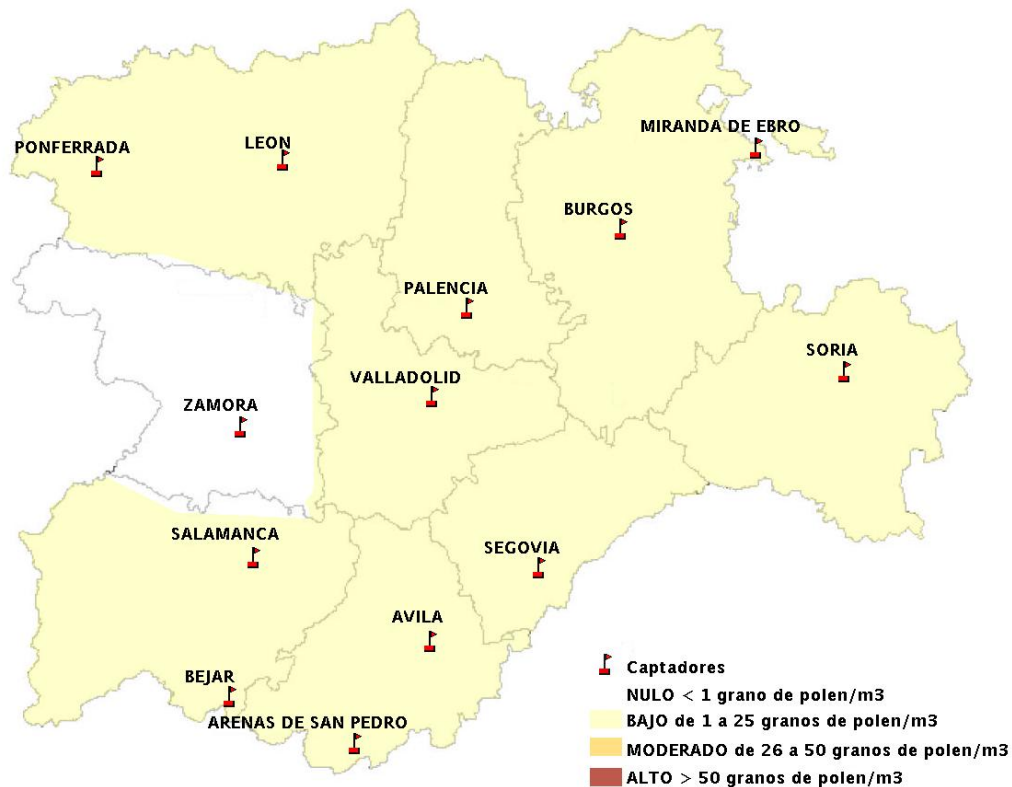 MIRANDA DE EBRO
PONFERRADA
LEON
BURGOS
PALENCIA
SORIA
VALLADOLID
ZAMORA
SALAMANCA
SEGOVIA
AVILA
BEJAR
ARENAS DE SAN PEDRO
Captadores
NULO < 1 grano de polen/m3
BAJO de 1 a 25 granos de polen/m3
MODERADO de 26 a 50 granos de polen/m3
ALTO > 50 granos de polen/m3